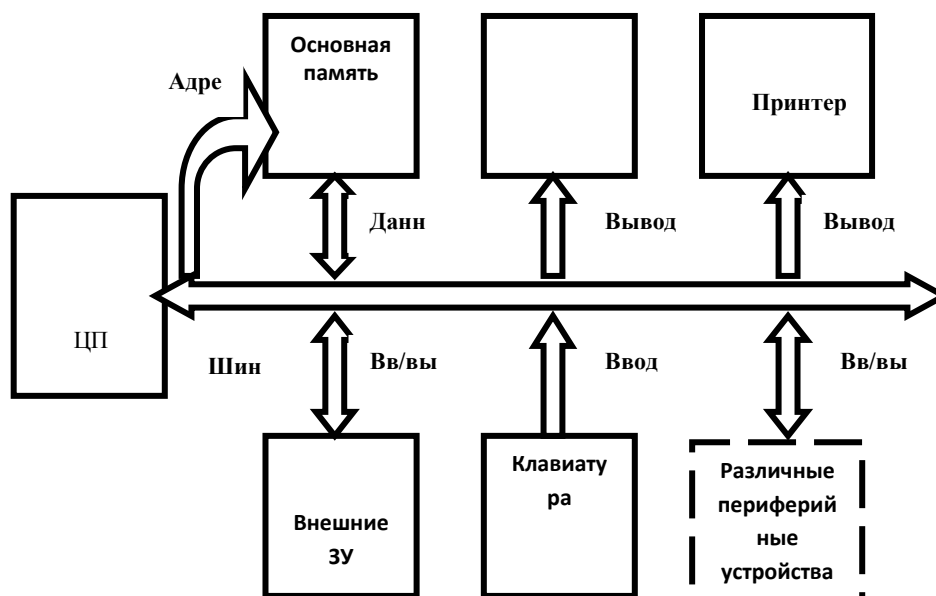 Основная
память
Адре
Принтер
Данн
Вывод
Вывод
ЦП
Шин
Вв/вы
Ввод
Вв/вы
Внешние
ЗУ
Клавиату
ра
Различные
периферий
ные
устройства